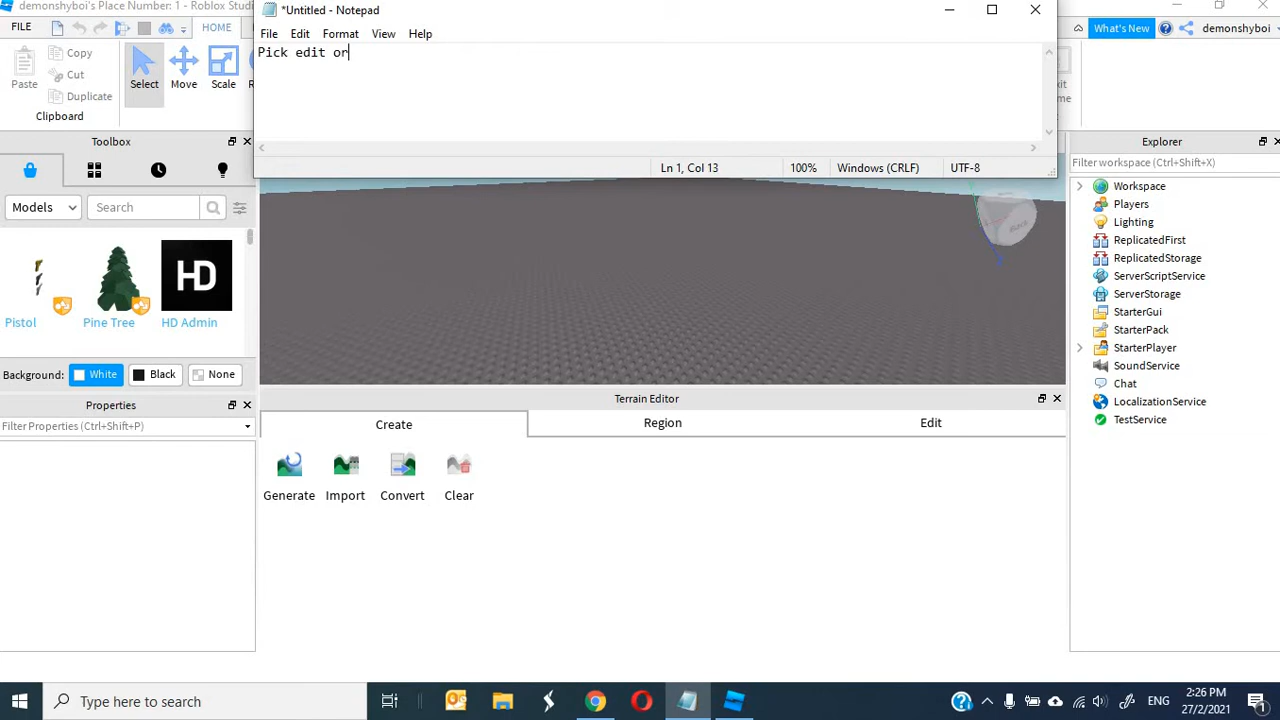 demonshyboi's Place Number: 1 - Roblox Studi
*Untitled - Notepad
FILE
HOME
File Edit Format View Help
What's New
demonshyboi
Pick edit or
Paste
Copy
Cut
Duplicate
Clipboard
Select
Move
Scale
Ln 1, Col 13
100%
Windows (CRLF)
UTF-8
Toolbox
Models
Search
HD
Pistol
Pine Tree
HD Admin
Background:
White
Black
None
Properties
Filter Properties (Ctrl+Shift+P)
Terrain Editor
Create
Region
Edit
Generate
Import
Convert
Clear
Explorer
Filter workspace (Ctrl+Shift+X)
Workspace
Players
Lighting
ReplicatedFirst
ReplicatedStorage
ServerScriptService
ServerStorage
StarterGui
StarterPack
StarterPlayer
SoundService
Chat
LocalizationService
TestService
Type here to search
ENG
2:26 PM
27/2/2021
1